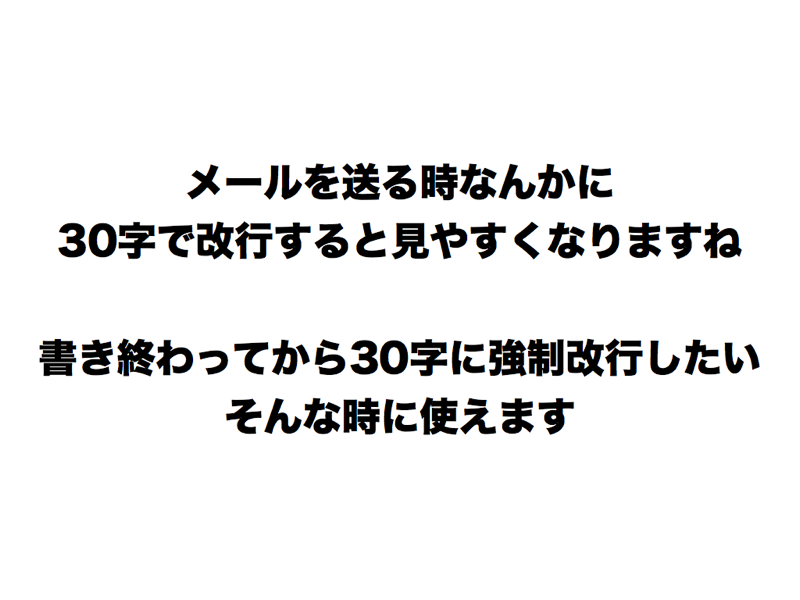 メールを送る時なんかに
30字で改行すると見やすくなりますね
書き終わってから30字に強制改行したい
そんな時に使えます